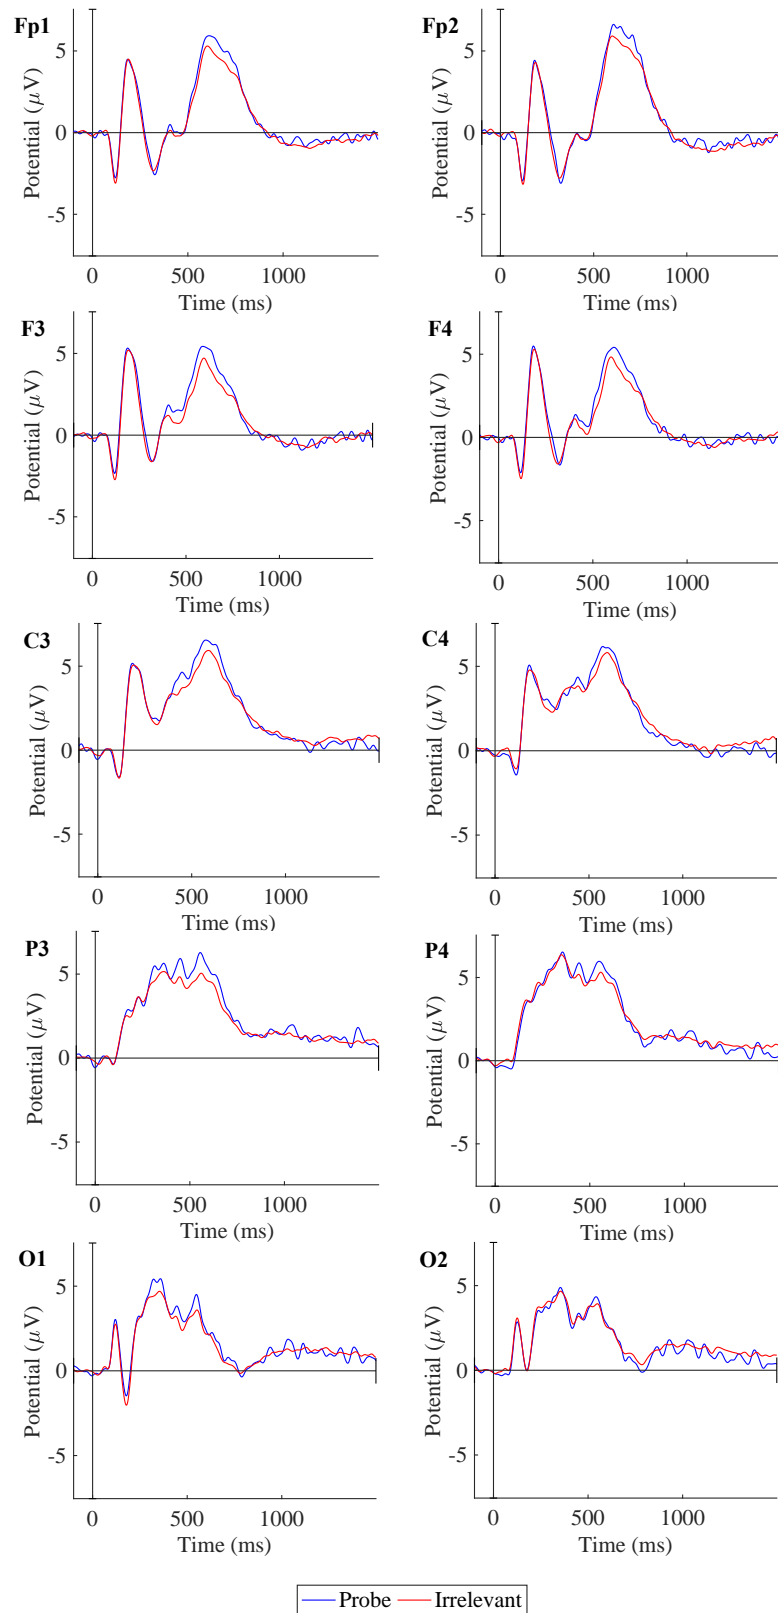 Fp1
Potential (μV)
5
0
-5
0 500 1000
Time (ms)
Fp2
Potential (μV)
5
0
-5
0 500 1000
Time (ms)
F3
Potential (μV)
5
0
-5
0 500 1000
Time (ms)
F4
Potential (μV)
5
0
-5
0 500 1000
Time (ms)
C3
Potential (μV)
5
0
-5
0 500 1000
Time (ms)
C4
Potential (μV)
5
0
-5
0 500 1000
Time (ms)
P3
Potential (μV)
5
0
-5
0 500 1000
Time (ms)
P4
Potential (μV)
5
0
-5
0 500 1000
Time (ms)
O1
Potential (μV)
5
0
-5
0 500 1000
Time (ms)
O2
Potential (μV)
5
0
-5
0 500 1000
Time (ms)
Probe Irrelevant